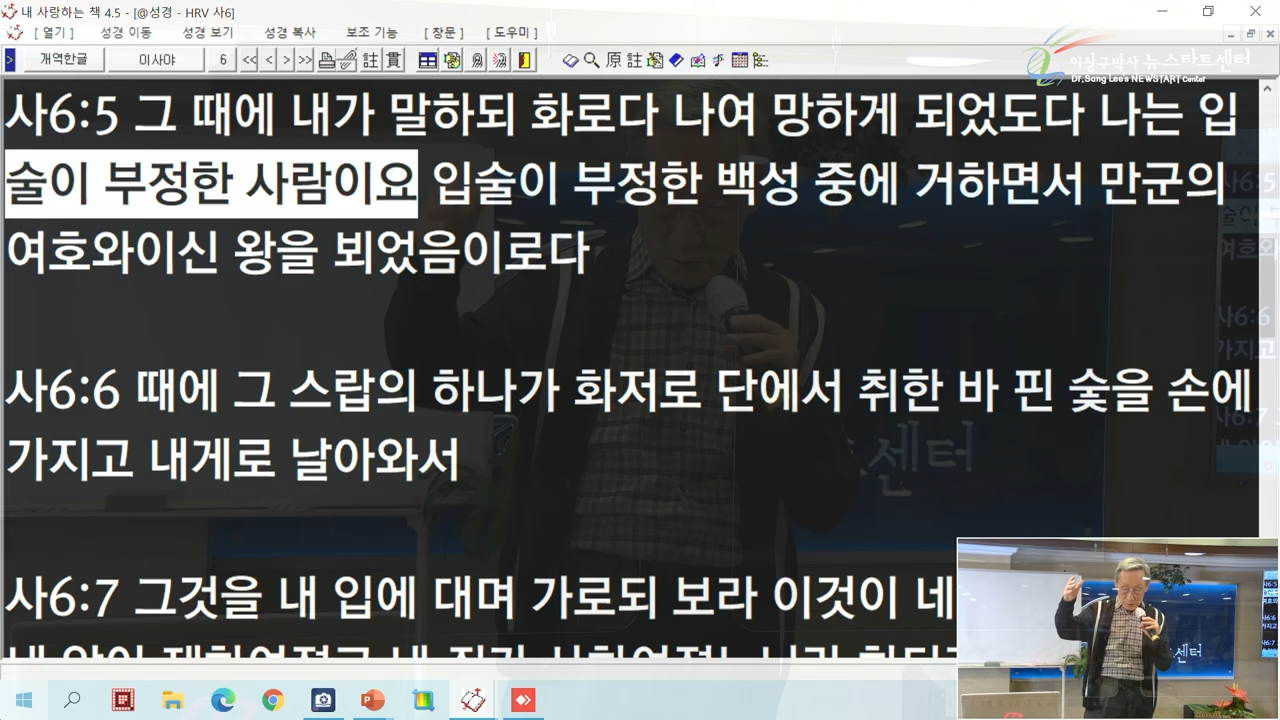 내 사랑하는 책 4.5 - [@성경 - HRV 사6]
[ 열기 ] 성경 이동 성경 보기 성경 복사 보조 기능 [ 창문 ] [ 도우미 ]
개역한글 이사야 6 << < > >> 註 貫 原 註
이상구박사 뉴스타트센터
Dr.Sang Lee's NEWSTART Center
사6:5 그 때에 내가 말하되 화로다 나여 망하게 되었도다 나는 입
술이 부정한 사람이요 입술이 부정한 백성 중에 거하면서 만군의
여호와이신 왕을 뵈었음이로다
사6:6 때에 그 스랍의 하나가 화저로 단에서 취한 바 핀 숯을 손에
가지고 내게로 날아와서
사6:7 그것을 내 입에 대며 가로되 보라 이것이 네
센터